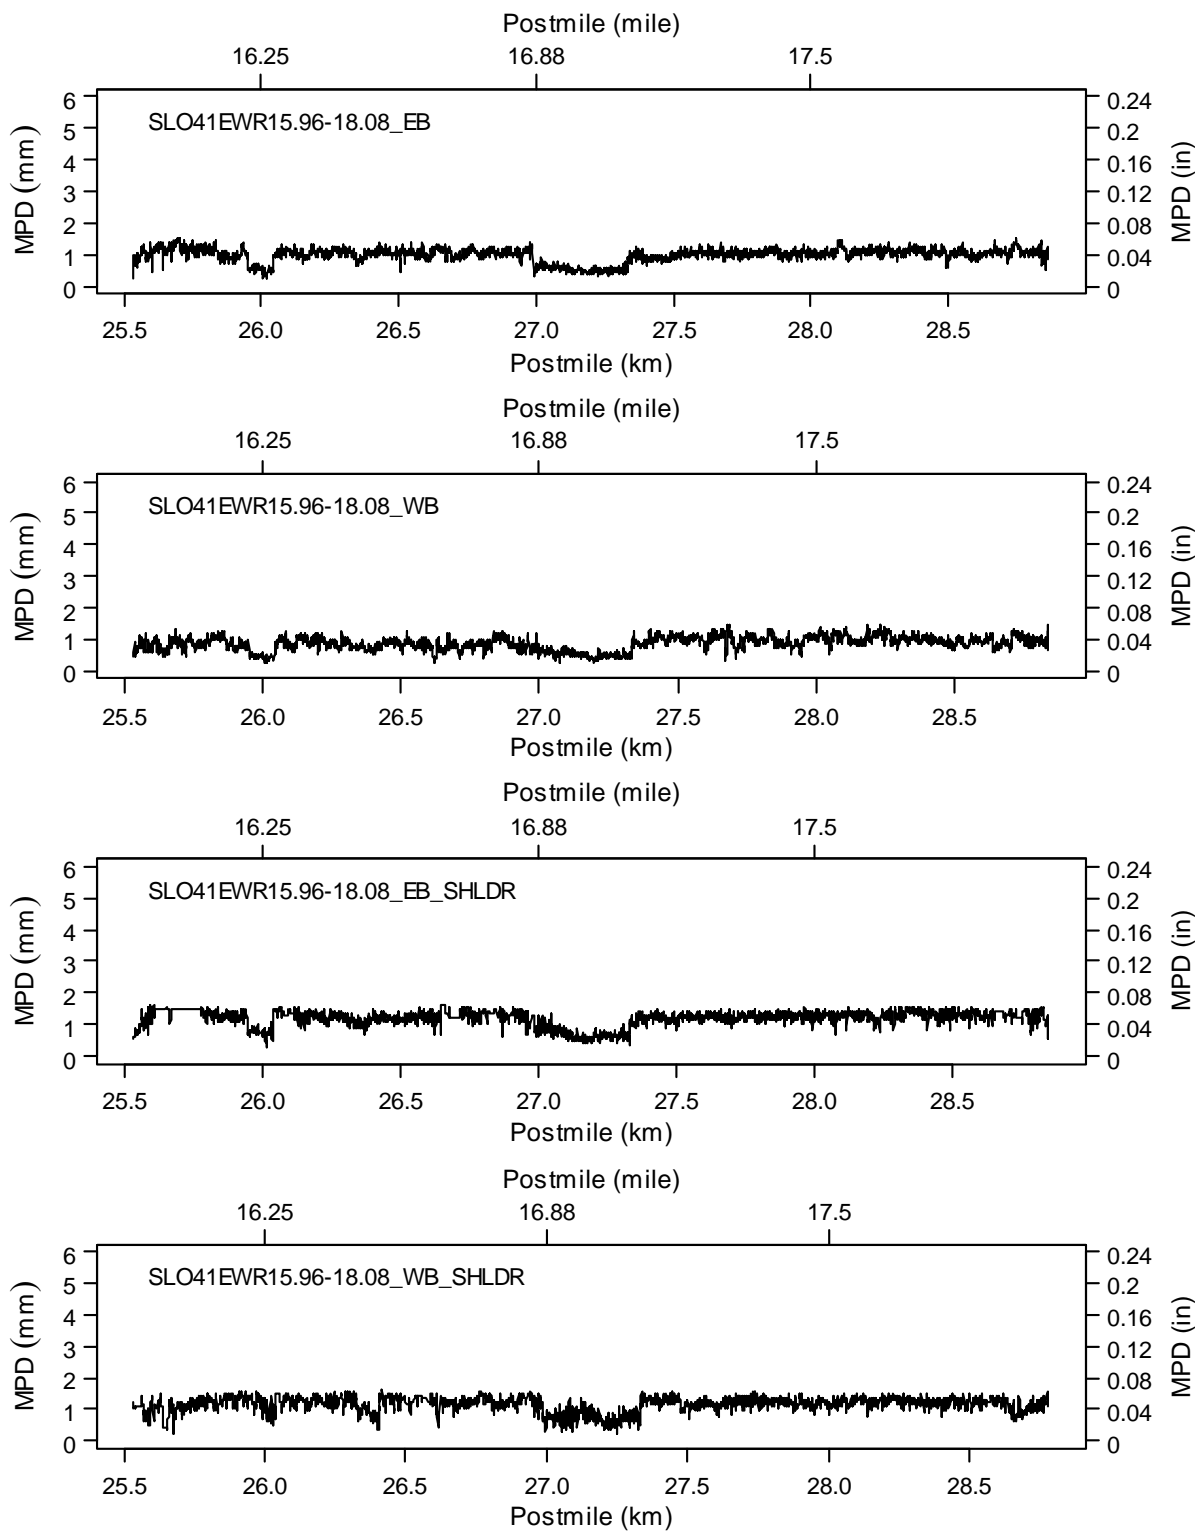 Postmile (mile)
16.25 16.88 17.5
SLO41EWR15.96-18.08_EB
6 5 4 3 2 1 0
MPD (mm)
0.24 0.2 0.16 0.12 0.08 0.04 0
MPD (in)
25.5 26.0 26.5 27.0 27.5 28.0 28.5
Postmile (km)
Postmile (mile)
16.25 16.88 17.5
SLO41EWR15.96-18.08_WB
6 5 4 3 2 1 0
MPD (mm)
0.24 0.2 0.16 0.12 0.08 0.04 0
MPD (in)
25.5 26.0 26.5 27.0 27.5 28.0 28.5
Postmile (km)
Postmile (mile)
16.25 16.88 17.5
SLO41EWR15.96-18.08_EB_SHLDR
6 5 4 3 2 1 0
MPD (mm)
0.24 0.2 0.16 0.12 0.08 0.04 0
MPD (in)
25.5 26.0 26.5 27.0 27.5 28.0 28.5
Postmile (km)
Postmile (mile)
16.25 16.88 17.5
SLO41EWR15.96-18.08_WB_SHLDR
6 5 4 3 2 1 0
MPD (mm)
0.24 0.2 0.16 0.12 0.08 0.04 0
MPD (in)
25.5 26.0 26.5 27.0 27.5 28.0 28.5
Postmile (km)